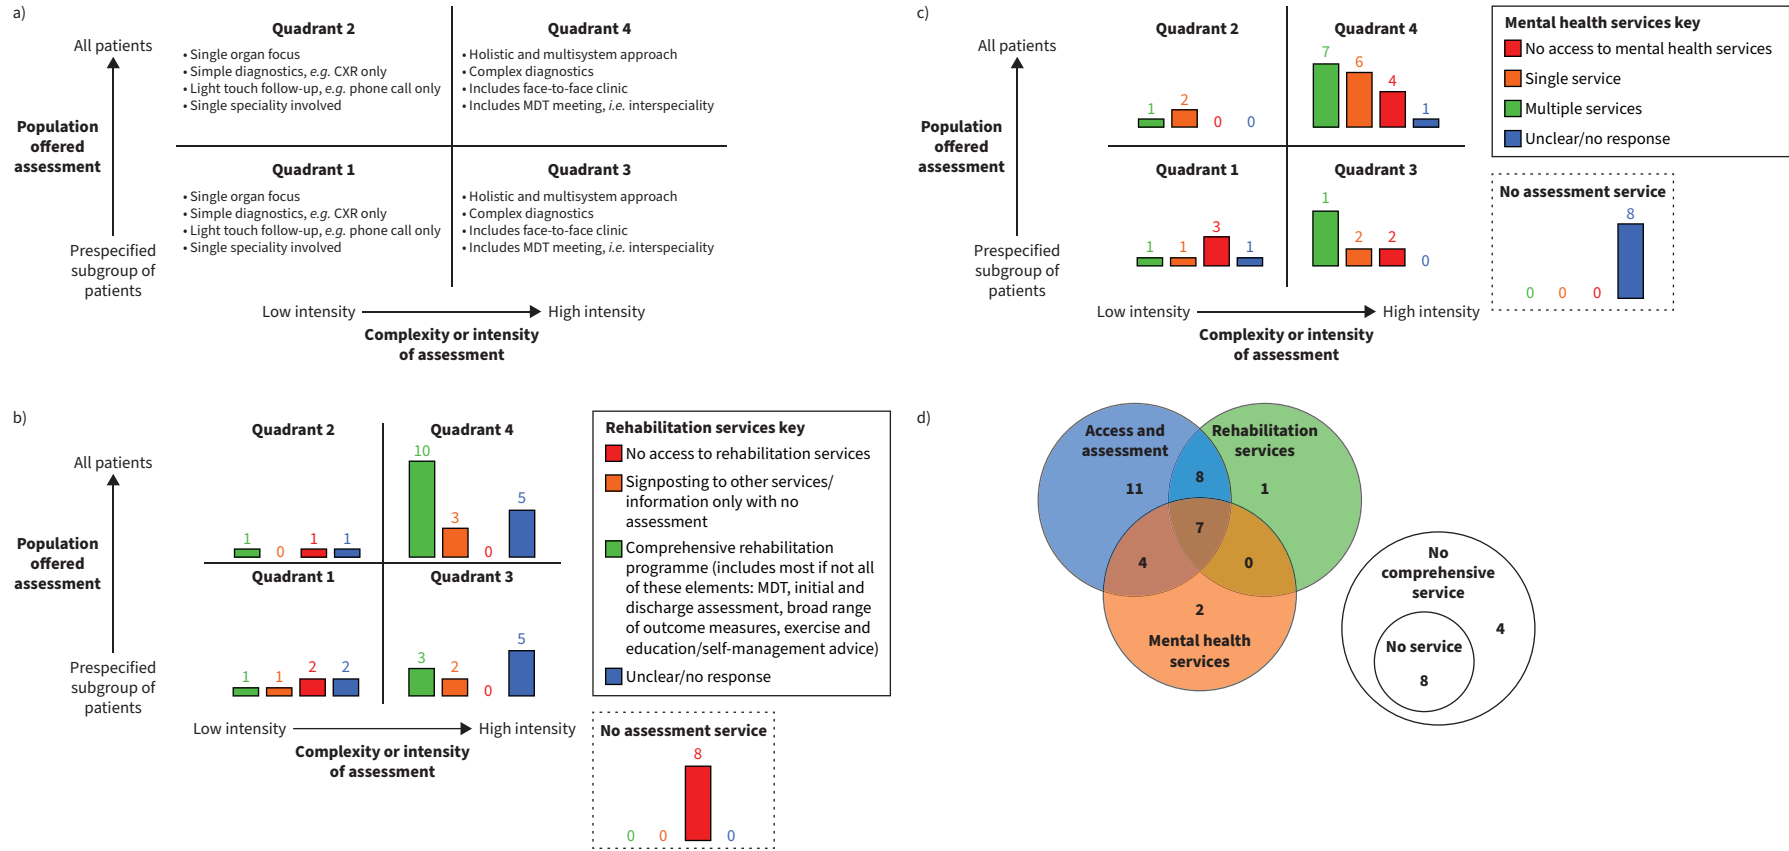 a)
Quadrant 2
Quadrant 4
All patients
• Single organ focus
• Simple diagnostics, e.g. CXR only
• Light touch follow-up, e.g. phone call only
• Single speciality involved
• Holistic and multisystem approach
• Complex diagnostics
• Includes face-to-face clinic
• Includes MDT meeting, i.e. interspeciality
Population
offered
assessment
Quadrant 1
Quadrant 3
• Single organ focus
• Simple diagnostics, e.g. CXR only
• Light touch follow-up, e.g. phone call only
• Single speciality involved
• Holistic and multisystem approach
• Complex diagnostics
• Includes face-to-face clinic
• Includes MDT meeting, i.e. interspeciality
Prespecified
subgroup of
patients
Low intensity
High intensity
Complexity or intensity
of assessment
b)
Quadrant 2
Quadrant 4
All patients
1
0
1
1
10
3
0
5
Population
offered
assessment
Quadrant 1
Quadrant 3
1
1
2
2
3
2
0
5
Prespecified
subgroup of
patients
Low intensity
High intensity
Complexity or intensity
of assessment
Rehabilitation services key
No access to rehabilitation services
Signposting to other services/
information only with no
assessment
Comprehensive rehabilitation
programme (includes most if not all
of these elements: MDT, initial and
discharge assessment, broad range
of outcome measures, exercise and
education/self-management advice)
Unclear/no response
No assessment service
8
0
0
0
c)
Quadrant 2
Quadrant 4
All patients
1
2
0
0
7
6
4
1
Population
offered
assessment
Quadrant 1
Quadrant 3
1
1
3
1
1
2
2
0
Prespecified
subgroup of
patients
Low intensity
High intensity
Complexity or intensity
of assessment
Mental health services key
No access to mental health services
Single service
Multiple services
Unclear/no response
No assessment service
8
0
0
0
d)
Access and
assessment
Rehabilitation
services
11
8
1
7
4
0
2
Mental health
services
No
comprehensive
service
4
No service
8